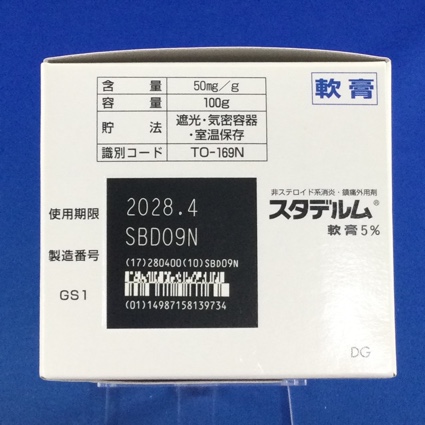 含 量 50mg/g
容 量 100g
貯 法 遮光・気密容器
・室温保存
識別コード TO-169N
軟膏
使用期限 2028.4
製造番号 SBD09N
GS1
(17)280400(10)SBD09N
(01)14987158139734
非ステロイド系消炎・鎮痛外用剤
スタデルム®
軟膏5%
DG